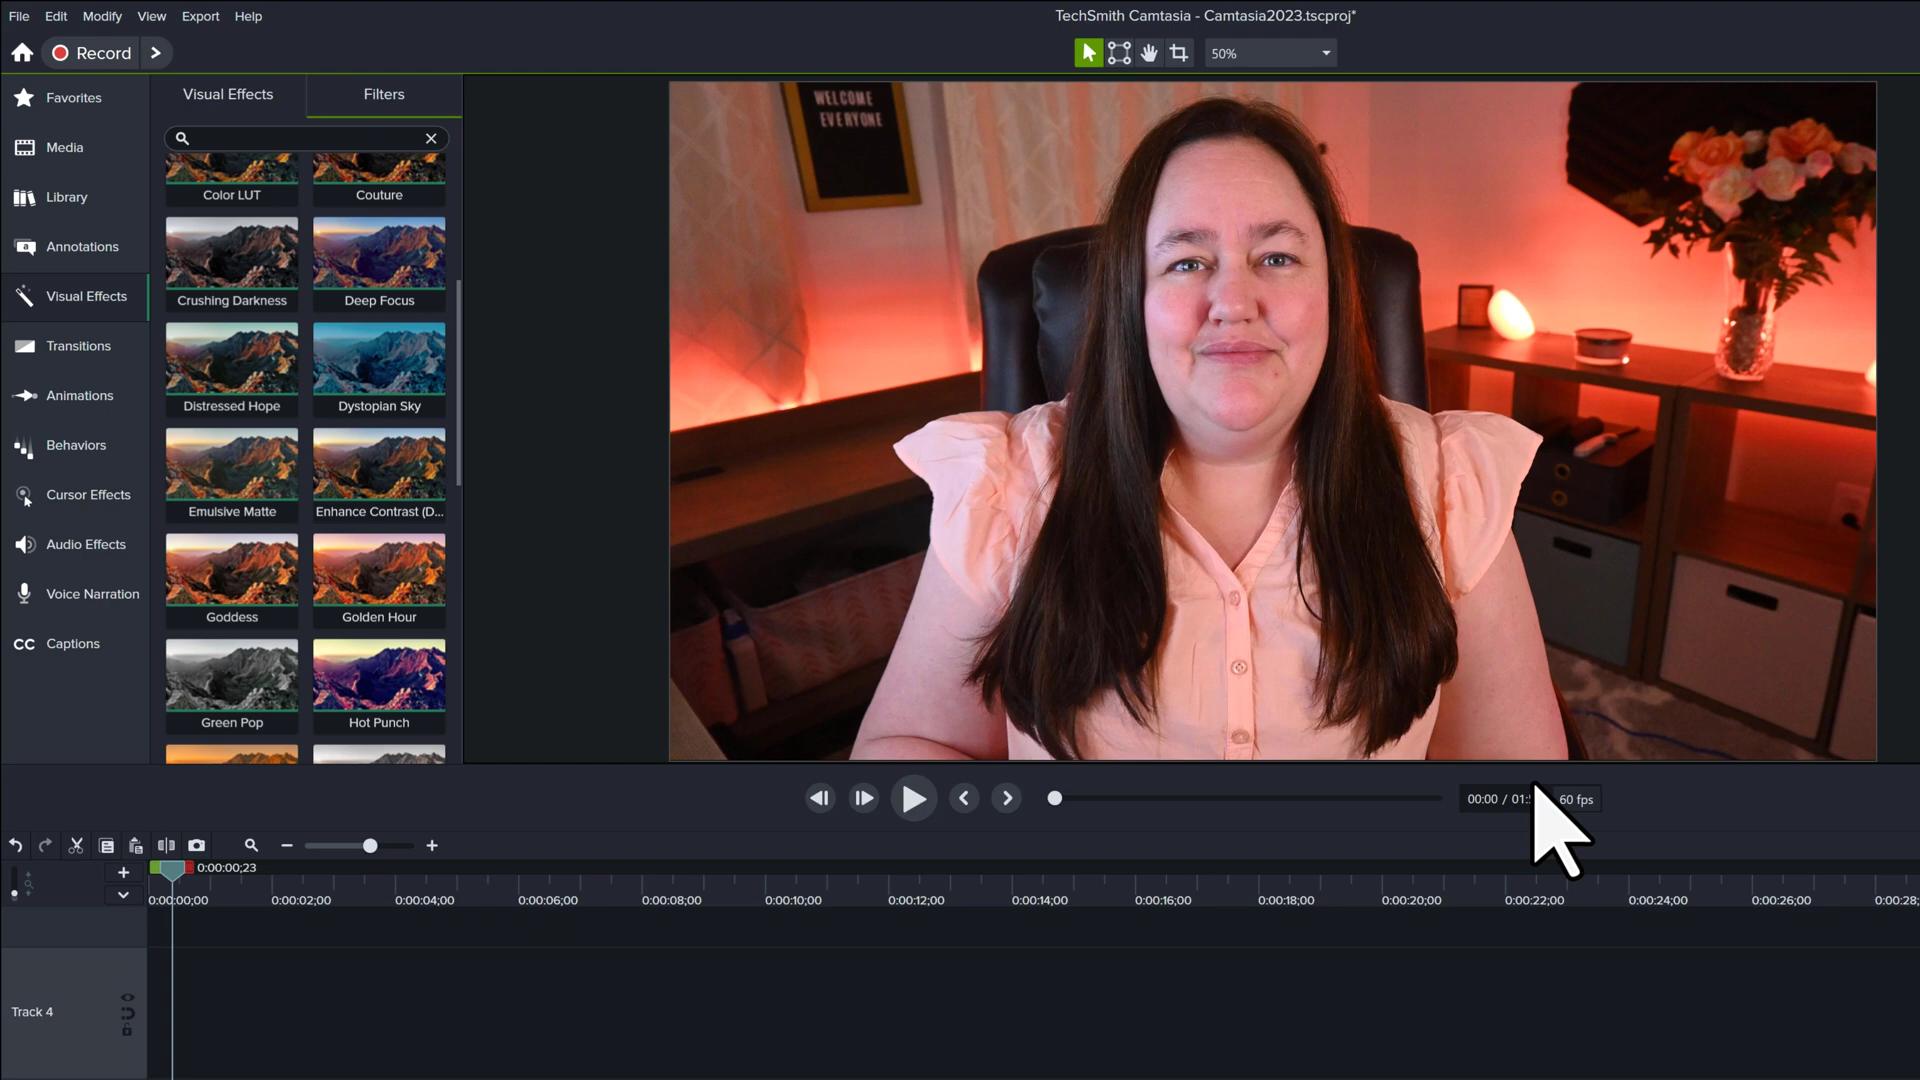 File Edit Modify View Export Help
TechSmith Camtasia - Camtasia2023.tscproj*
Record
50%
Favorites
Media
Library
Annotations
Visual Effects
Transitions
Animations
Behaviors
Cursor Effects
Audio Effects
Voice Narration
CC Captions
Visual Effects Filters
Color LUT Couture
Crushing Darkness Deep Focus
Distressed Hope Dystopian Sky
Emulsive Matte Enhance Contrast (D...
Goddess Golden Hour
Green Pop Hot Punch
WELCOME
EVERYONE
00:00 / 01: 60 fps
0:00:00;23
0:00:00;00 0:00:02;00 0:00:04;00 0:00:06;00 0:00:08;00 0:00:10;00 0:00:12;00 0:00:14;00 0:00:16;00 0:00:18;00 0:00:20;00 0:00:22;00 0:00:24;00 0:00:26;00 0:00:28;
Track 4